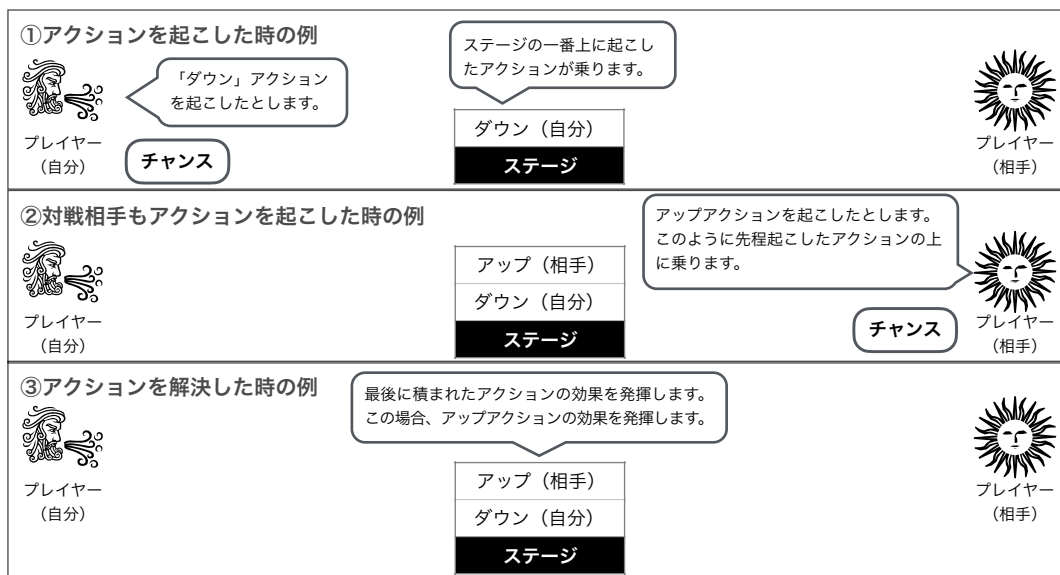 ①アクションを起こした時の例
ステージの一番上に起こし
たアクションが乗ります。
「ダウン」アクション
を起こしたとします。
プレイヤー
（自分）
チャンス
ダウン（自分）
ステージ
プレイヤー
（相手）
②対戦相手もアクションを起こした時の例
アップアクションを起こしたとします。
このように先程起こしたアクションの上
に乗ります。
プレイヤー
（自分）
アップ（相手）
ダウン（自分）
ステージ
チャンス
プレイヤー
（相手）
③アクションを解決した時の例
最後に積まれたアクションの効果を発揮します。
この場合、アップアクションの効果を発揮します。
プレイヤー
（自分）
アップ（相手）
ダウン（自分）
ステージ
プレイヤー
（相手）